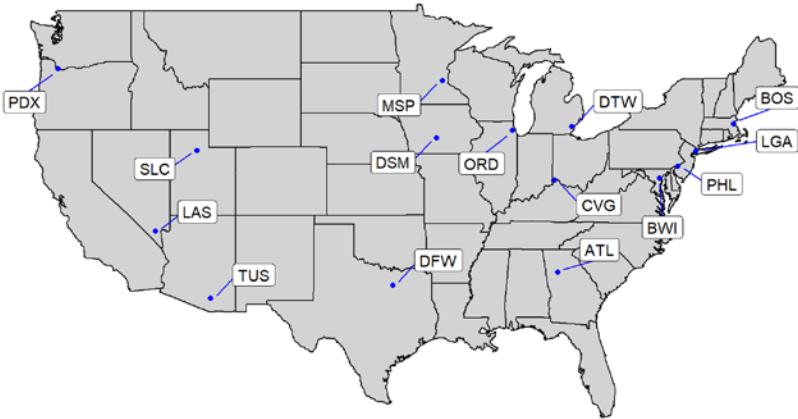 PDX
MSP
DTW
BOS
LGA
SLC
DSM
ORD
PHL
LAS
CVG
BWI
TUS
DFW
ATL